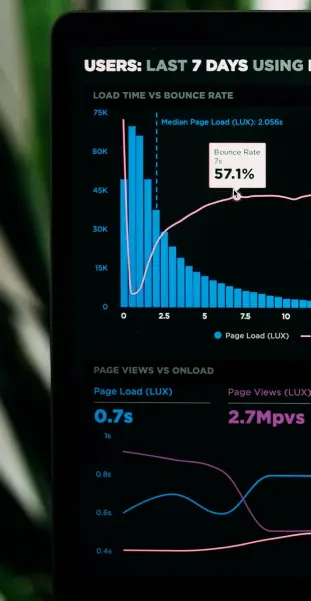 USERS: LAST 7 DAYS USING
LOAD TIME VS BOUNCE RATE
75K
Median Page Load (LUX): 2.056s
60K
Bounce Rate
7s
57.1%
45K
30K
15K
0
0 2.5 5 7.5 10
Page Load (LUX)
PAGE VIEWS VS ONLOAD
Page Load (LUX) Page Views (LUX)
0.7s 2.7Mpvs
1s
0.8s
0.6s
0.4s